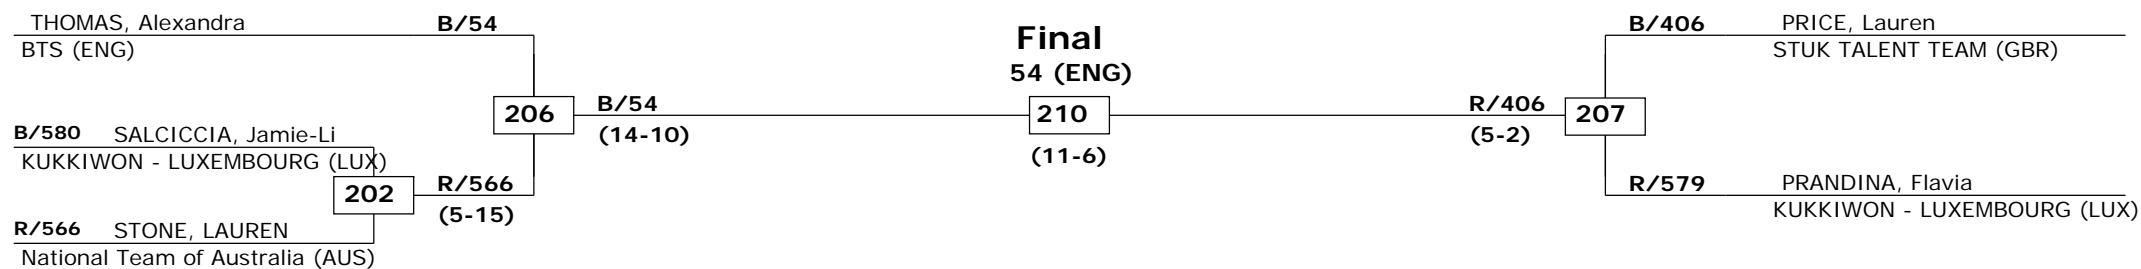 THOMAS, Alexandra
B/54
BTS (ENG)
B/580 SALCICCIA, Jamie-Li
KUKKIWON - LUXEMBOURG (LUX)
202
R/566
(5-15)
R/566 STONE, LAUREN
National Team of Australia (AUS)
206
B/54
(14-10)
Final
54 (ENG)
210
(11-6)
R/406
(5-2)
207
B/406 PRICE, Lauren
STUK TALENT TEAM (GBR)
R/579 PRANDINA, Flavia
KUKKIWON - LUXEMBOURG (LUX)